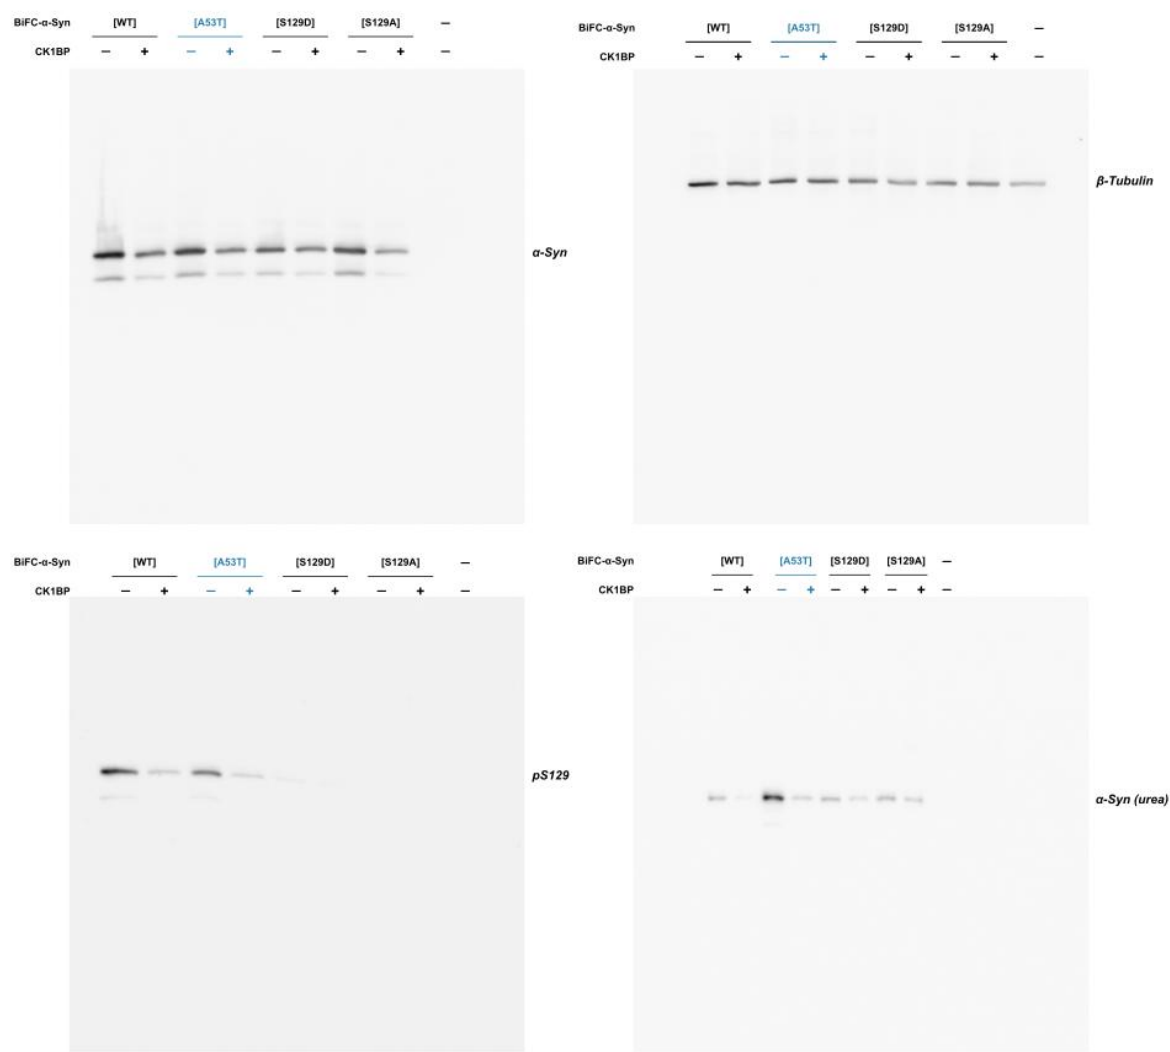 BiFC-α-Syn [WT] [A53T] [S129D] [S129A] –
CK1BP – + – + – + – + –
α-Syn
BiFC-α-Syn [WT] [A53T] [S129D] [S129A] –
CK1BP – + – + – + – + –
β-Tubulin
BiFC-α-Syn [WT] [A53T] [S129D] [S129A] –
CK1BP – + – + – + – + –
pS129
BiFC-α-Syn [WT] [A53T] [S129D] [S129A] –
CK1BP – + – + – + – + –
α-Syn (urea)